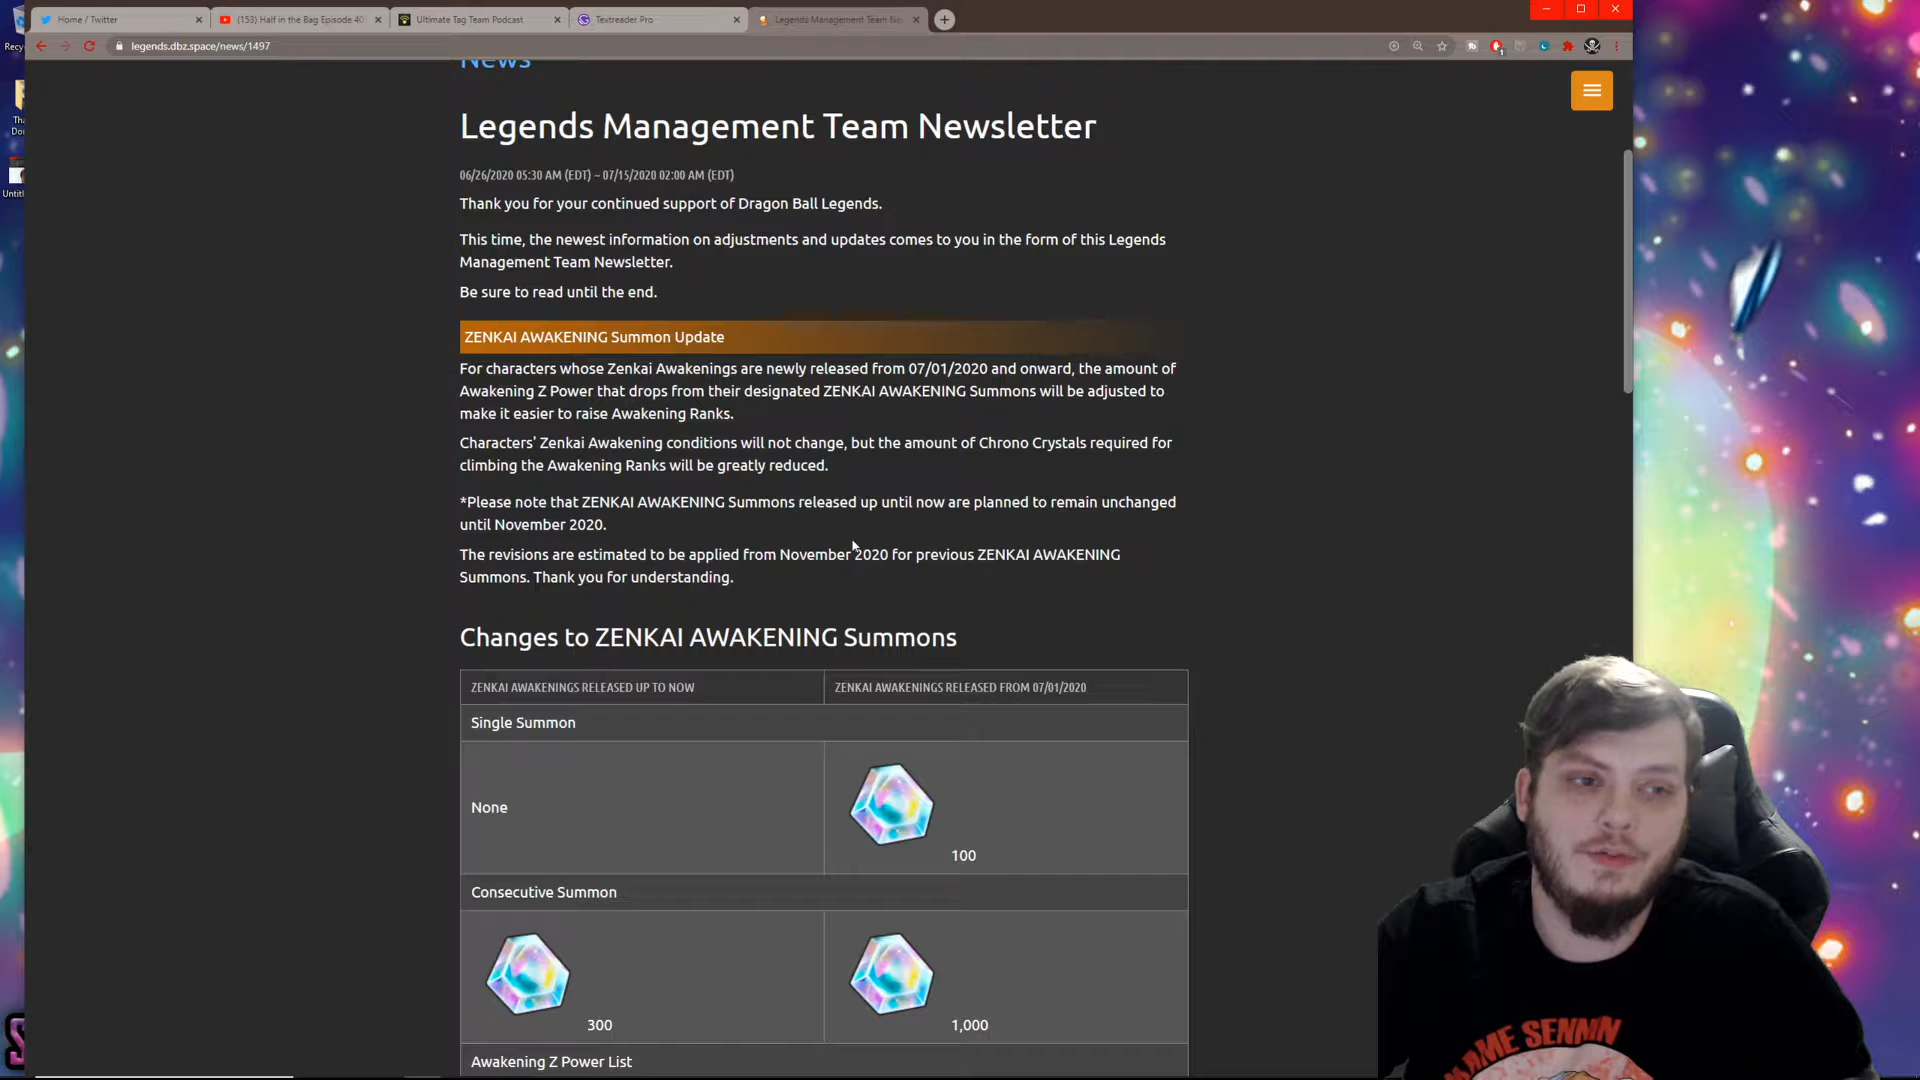 Home / Twitter
(153) Half in the Bag Episode 40
Ultimate Tag Team Podcast
Textreader Pro
Legends Management Team Ne
legends.dbz.space/news/1497
News
Legends Management Team Newsletter
06/26/2020 05:30 AM (EDT) ~ 07/15/2020 02:00 AM (EDT)
Thank you for your continued support of Dragon Ball Legends.
This time, the newest information on adjustments and updates comes to you in the form of this Legends
Management Team Newsletter.
Be sure to read until the end.
ZENKAI AWAKENING Summon Update
For characters whose Zenkai Awakenings are newly released from 07/01/2020 and onward, the amount of
Awakening Z Power that drops from their designated ZENKAI AWAKENING Summons will be adjusted to
make it easier to raise Awakening Ranks.
Characters' Zenkai Awakening conditions will not change, but the amount of Chrono Crystals required for
climbing the Awakening Ranks will be greatly reduced.
*Please note that ZENKAI AWAKENING Summons released up until now are planned to remain unchanged
until November 2020.
The revisions are estimated to be applied from November 2020 for previous ZENKAI AWAKENING
Summons. Thank you for understanding.
Changes to ZENKAI AWAKENING Summons
ZENKAI AWAKENINGS RELEASED UP TO NOW
ZENKAI AWAKENINGS RELEASED FROM 07/01/2020
Single Summon
None
100
Consecutive Summon
300
1,000
Awakening Z Power List
Recy
Tha
Do
Untitl
AME SENNIN